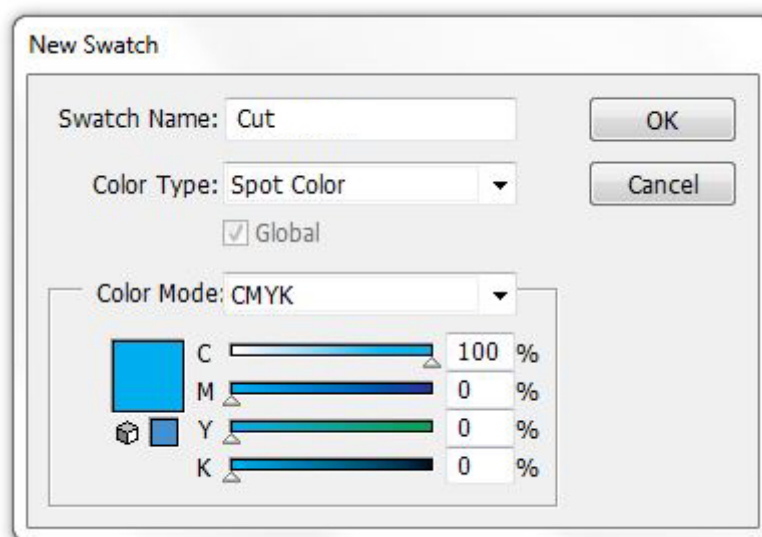 New Swatch
Swatch Name: Cut OK
Color Type: Spot Color Cancel
Global
Color Mode: CMYK
C 100 %
M 0 %
Y 0 %
K 0 %